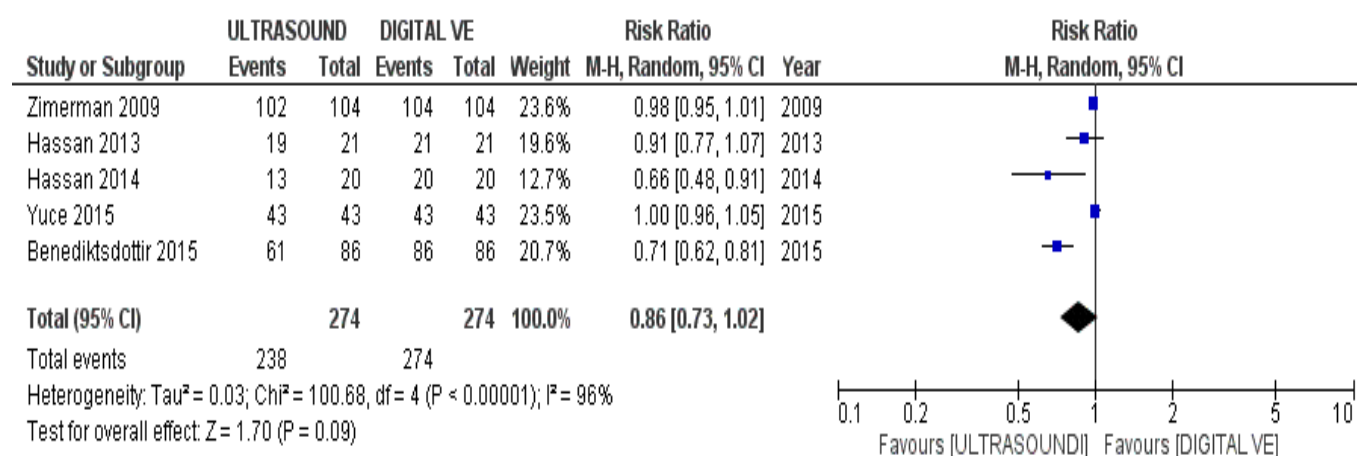 ULTRASOUND DIGITAL VE Risk Ratio Risk Ratio
Study or Subgroup Events Total Events Total Weight M-H, Random, 95% CI Year M-H, Random, 95% CI
Zimerman 2009 102 104 104 104 23.6% 0.98 [0.95, 1.01] 2009
Hassan 2013 19 21 21 21 19.6% 0.91 [0.77, 1.07] 2013
Hassan 2014 13 20 20 20 12.7% 0.66 [0.48, 0.91] 2014
Yuce 2015 43 43 43 43 23.5% 1.00 [0.96, 1.05] 2015
Benediktsdottir 2015 61 86 86 86 20.7% 0.71 [0.62, 0.81] 2015
Total (95% CI) 274 274 100.0% 0.86 [0.73, 1.02]
Total events 238 274
Heterogeneity: Tau² = 0.03; Chi² = 100.68, df = 4 (P < 0.00001); I² = 96%
Test for overall effect: Z = 1.70 (P = 0.09)
0.1 0.2 0.5 1 2 5 10
Favours [ULTRASOUNDI] Favours [DIGITAL VE]